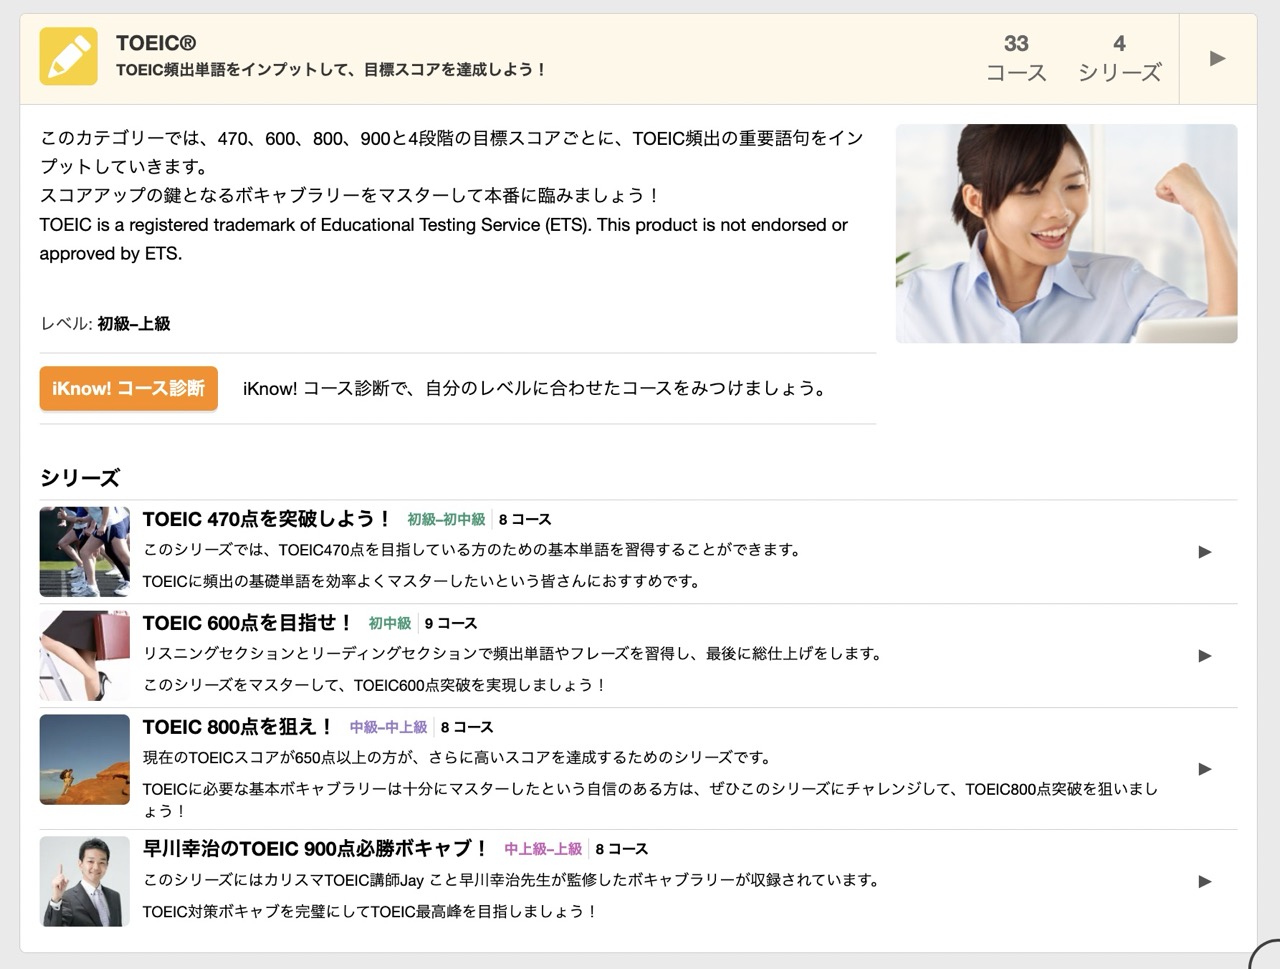 TOEIC®
TOEIC頻出単語をインプットして、目標スコアを達成しよう！
33
コース
4
シリーズ
このカテゴリーでは、470、600、800、900と4段階の目標スコアごとに、TOEIC頻出の重要語句をイン
プットしていきます。
スコアアップの鍵となるボキャブラリーをマスターして本番に臨みましょう！
TOEIC is a registered trademark of Educational Testing Service (ETS). This product is not endorsed or
approved by ETS.
レベル: 初級–上級
iKnow! コース診断
iKnow! コース診断で、自分のレベルに合わせたコースをみつけましょう。
シリーズ
TOEIC 470点を突破しよう！ 初級–初中級 8 コース
このシリーズでは、TOEIC470点を目指している方のための基本単語を習得することができます。
TOEICに頻出の基礎単語を効率よくマスターしたいという皆さんにおすすめです。
TOEIC 600点を目指せ！ 初中級 9 コース
リスニングセクションとリーディングセクションで頻出単語やフレーズを習得し、最後に総仕上げをします。
このシリーズをマスターして、TOEIC600点突破を実現しましょう！
TOEIC 800点を狙え！ 中級–中上級 8 コース
現在のTOEICスコアが650点以上の方が、さらに高いスコアを達成するためのシリーズです。
TOEICに必要な基本ボキャブラリーは十分にマスターしたという自信のある方は、ぜひこのシリーズにチャレンジして、TOEIC800点突破を狙いまし
ょう！
早川幸治のTOEIC 900点必勝ボキャブ！ 中上級–上級 8 コース
このシリーズにはカリスマTOEIC講師Jay こと早川幸治先生が監修したボキャブラリーが収録されています。
TOEIC対策ボキャブを完璧にしてTOEIC最高峰を目指しましょう！